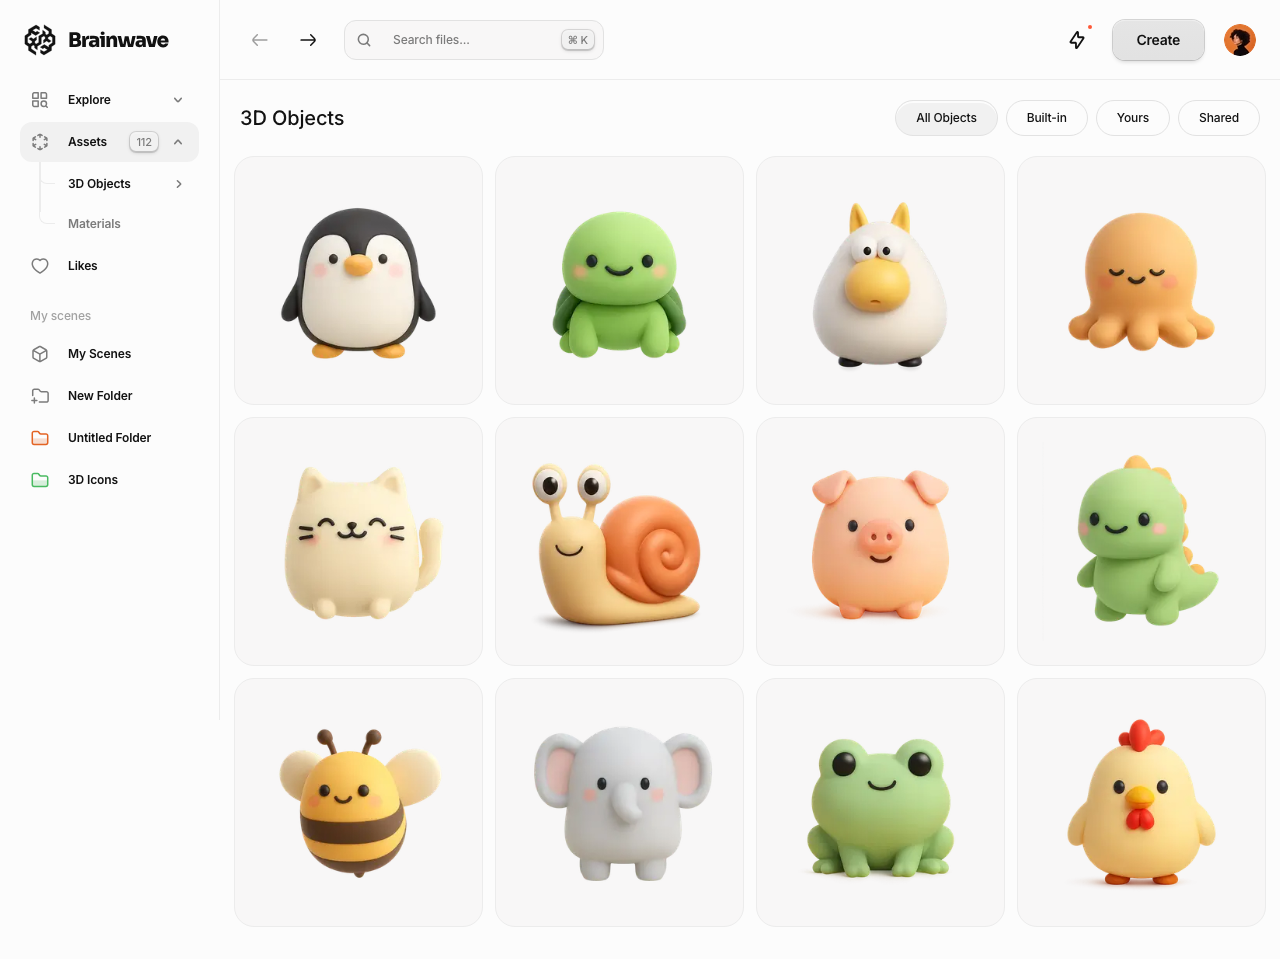 Brainwave
Search files...
⌘ K
Create
Explore
Assets
112
3D Objects
Materials
Likes
My scenes
My Scenes
New Folder
Untitled Folder
3D Icons
3D Objects
All Objects
Built-in
Yours
Shared